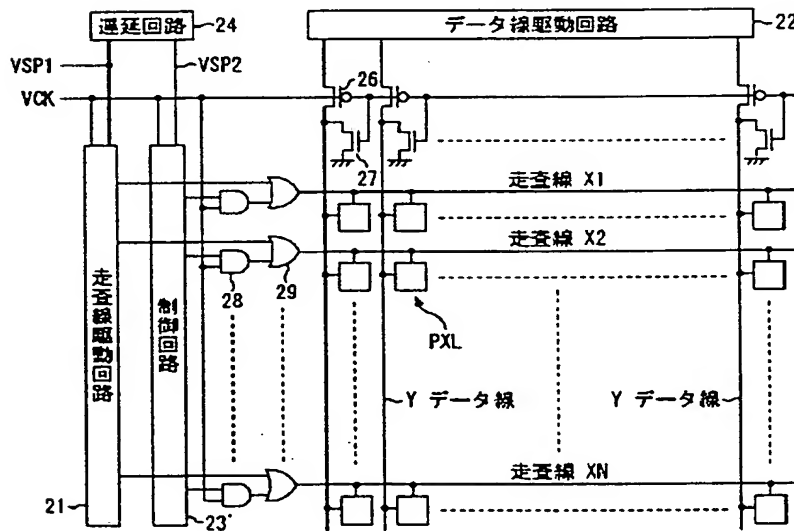 遅延回路
24
データ線駆動回路
22
VSP1
VSP2
VCK
26
27
走査線 X1
走査線 X2
28
29
PXL
走査線駆動回路
制御回路
Y データ線
Y データ線
走査線 XN
21
23'